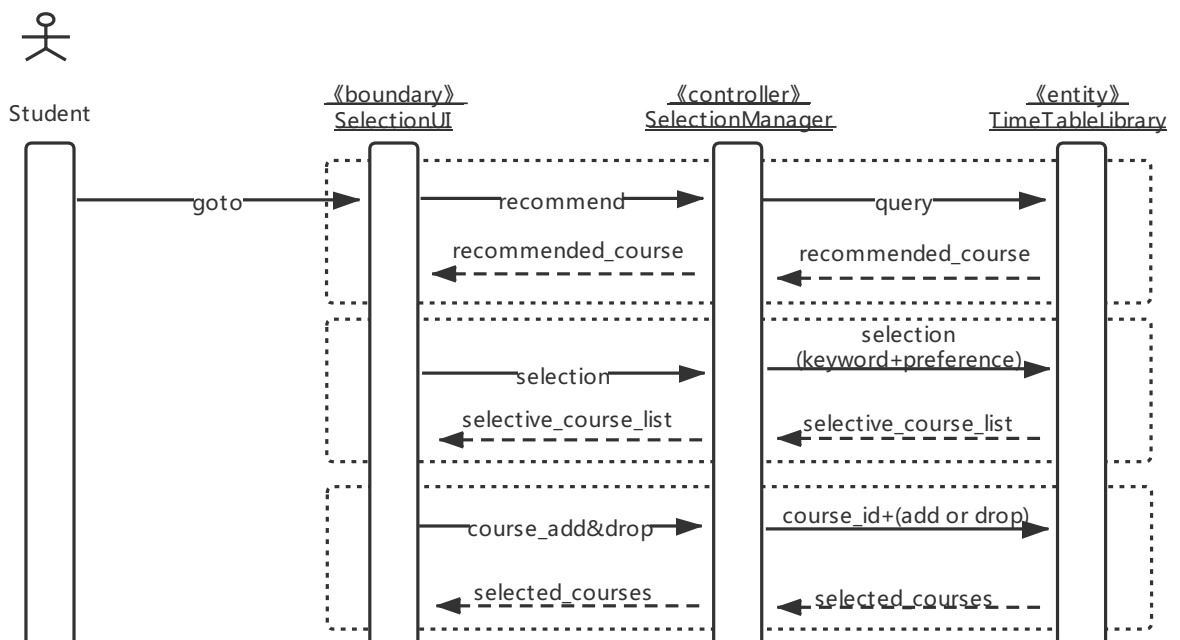 Student
《boundary》
SelectionUI
《controller》
SelectionManager
《entity》
TimeTableLibrary
goto
recommend
query
recommended_course
recommended_course
selection
(keyword+preference)
selection
selective_course_list
selective_course_list
course_add&drop
course_id+(add or drop)
selected_courses
selected_courses